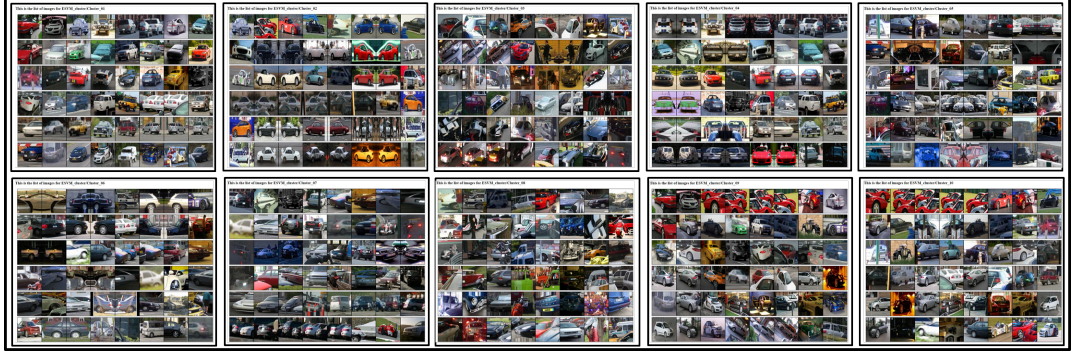 This is the list of images for ESVM_cluster/Cluster_01
This is the list of images for ESVM_cluster/Cluster_02
This is the list of images for ESVM_cluster/Cluster_03
This is the list of images for ESVM_cluster/Cluster_04
This is the list of images for ESVM_cluster/Cluster_05
This is the list of images for ESVM_cluster/Cluster_06
This is the list of images for ESVM_cluster/Cluster_07
This is the list of images for ESVM_cluster/Cluster_08
This is the list of images for ESVM_cluster/Cluster_09
This is the list of images for ESVM_cluster/Cluster_10